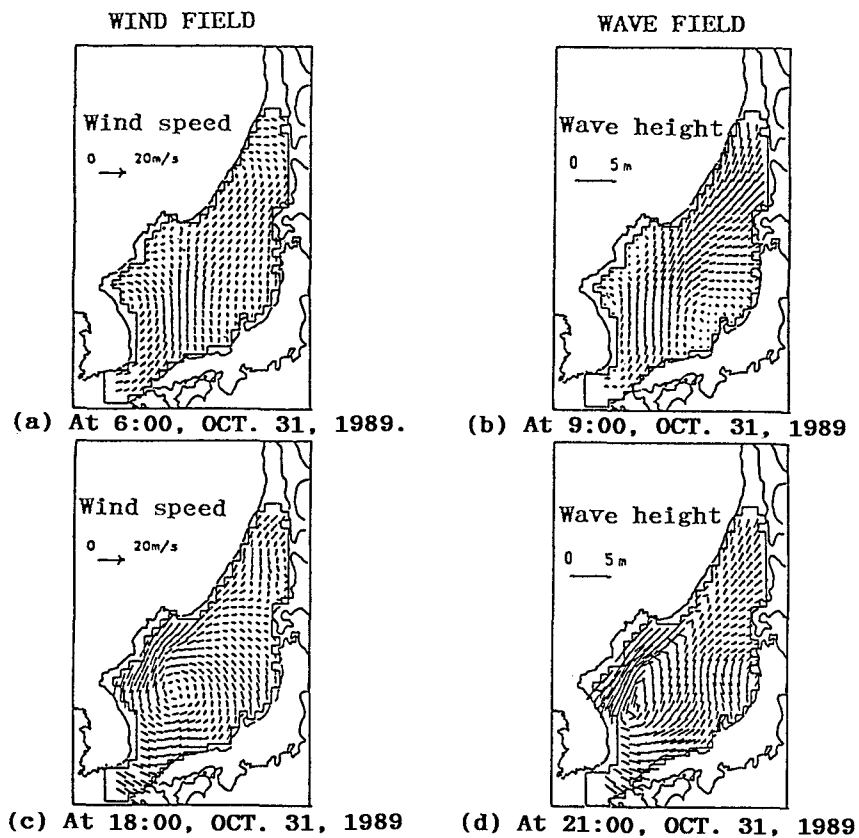 WIND FIELD
WAVE FIELD
Wind speed
0 20m/s
Wave height
0 5 m
(a) At 6:00, OCT. 31, 1989.
(b) At 9:00, OCT. 31, 1989
Wind speed
0 20m/s
Wave height
0 5 m
(c) At 18:00, OCT. 31, 1989
(d) At 21:00, OCT. 31, 1989